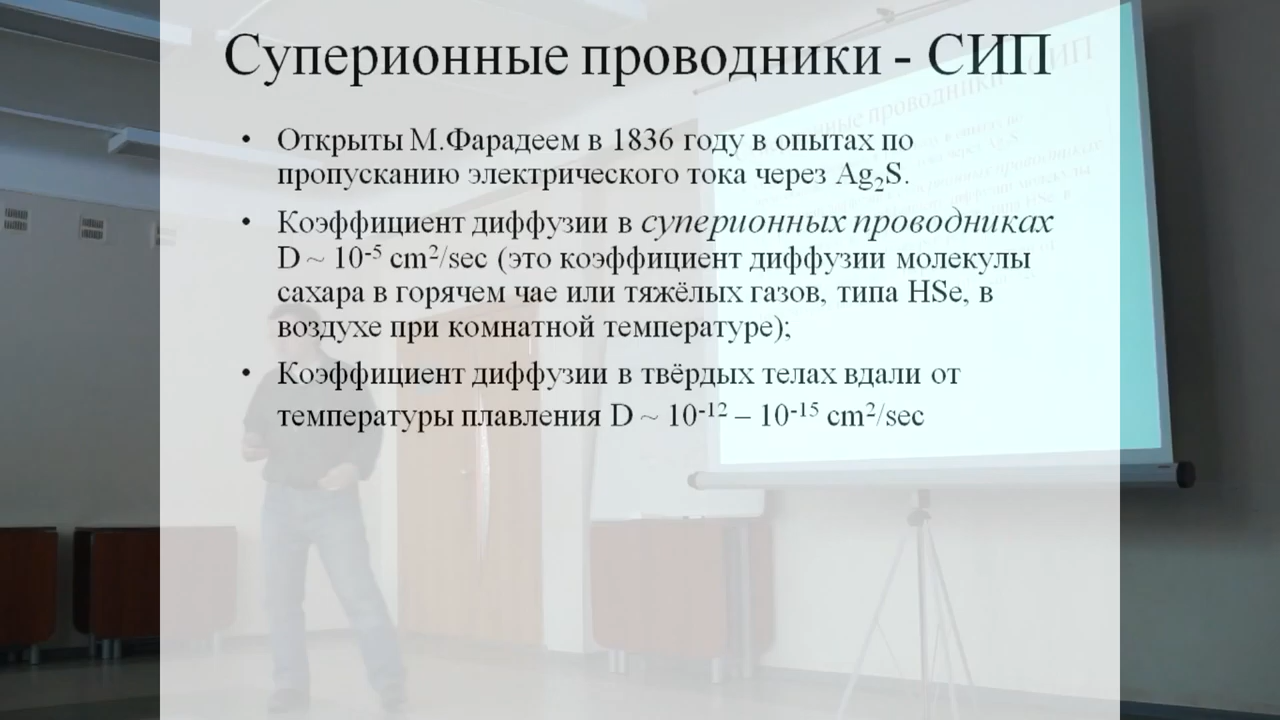 Суперионные проводники - СИП
• Открыты М.Фарадеем в 1836 году в опытах по
пропусканию электрического тока через Ag₂S.
• Коэффициент диффузии в суперионных проводниках
D ~ 10⁻⁵ cm²/sec (это коэффициент диффузии молекулы
сахара в горячем чае или тяжёлых газов, типа HSe, в
воздухе при комнатной температуре);
• Коэффициент диффузии в твёрдых телах вдали от
температуры плавления D ~ 10⁻¹² – 10⁻¹⁵ cm²/sec